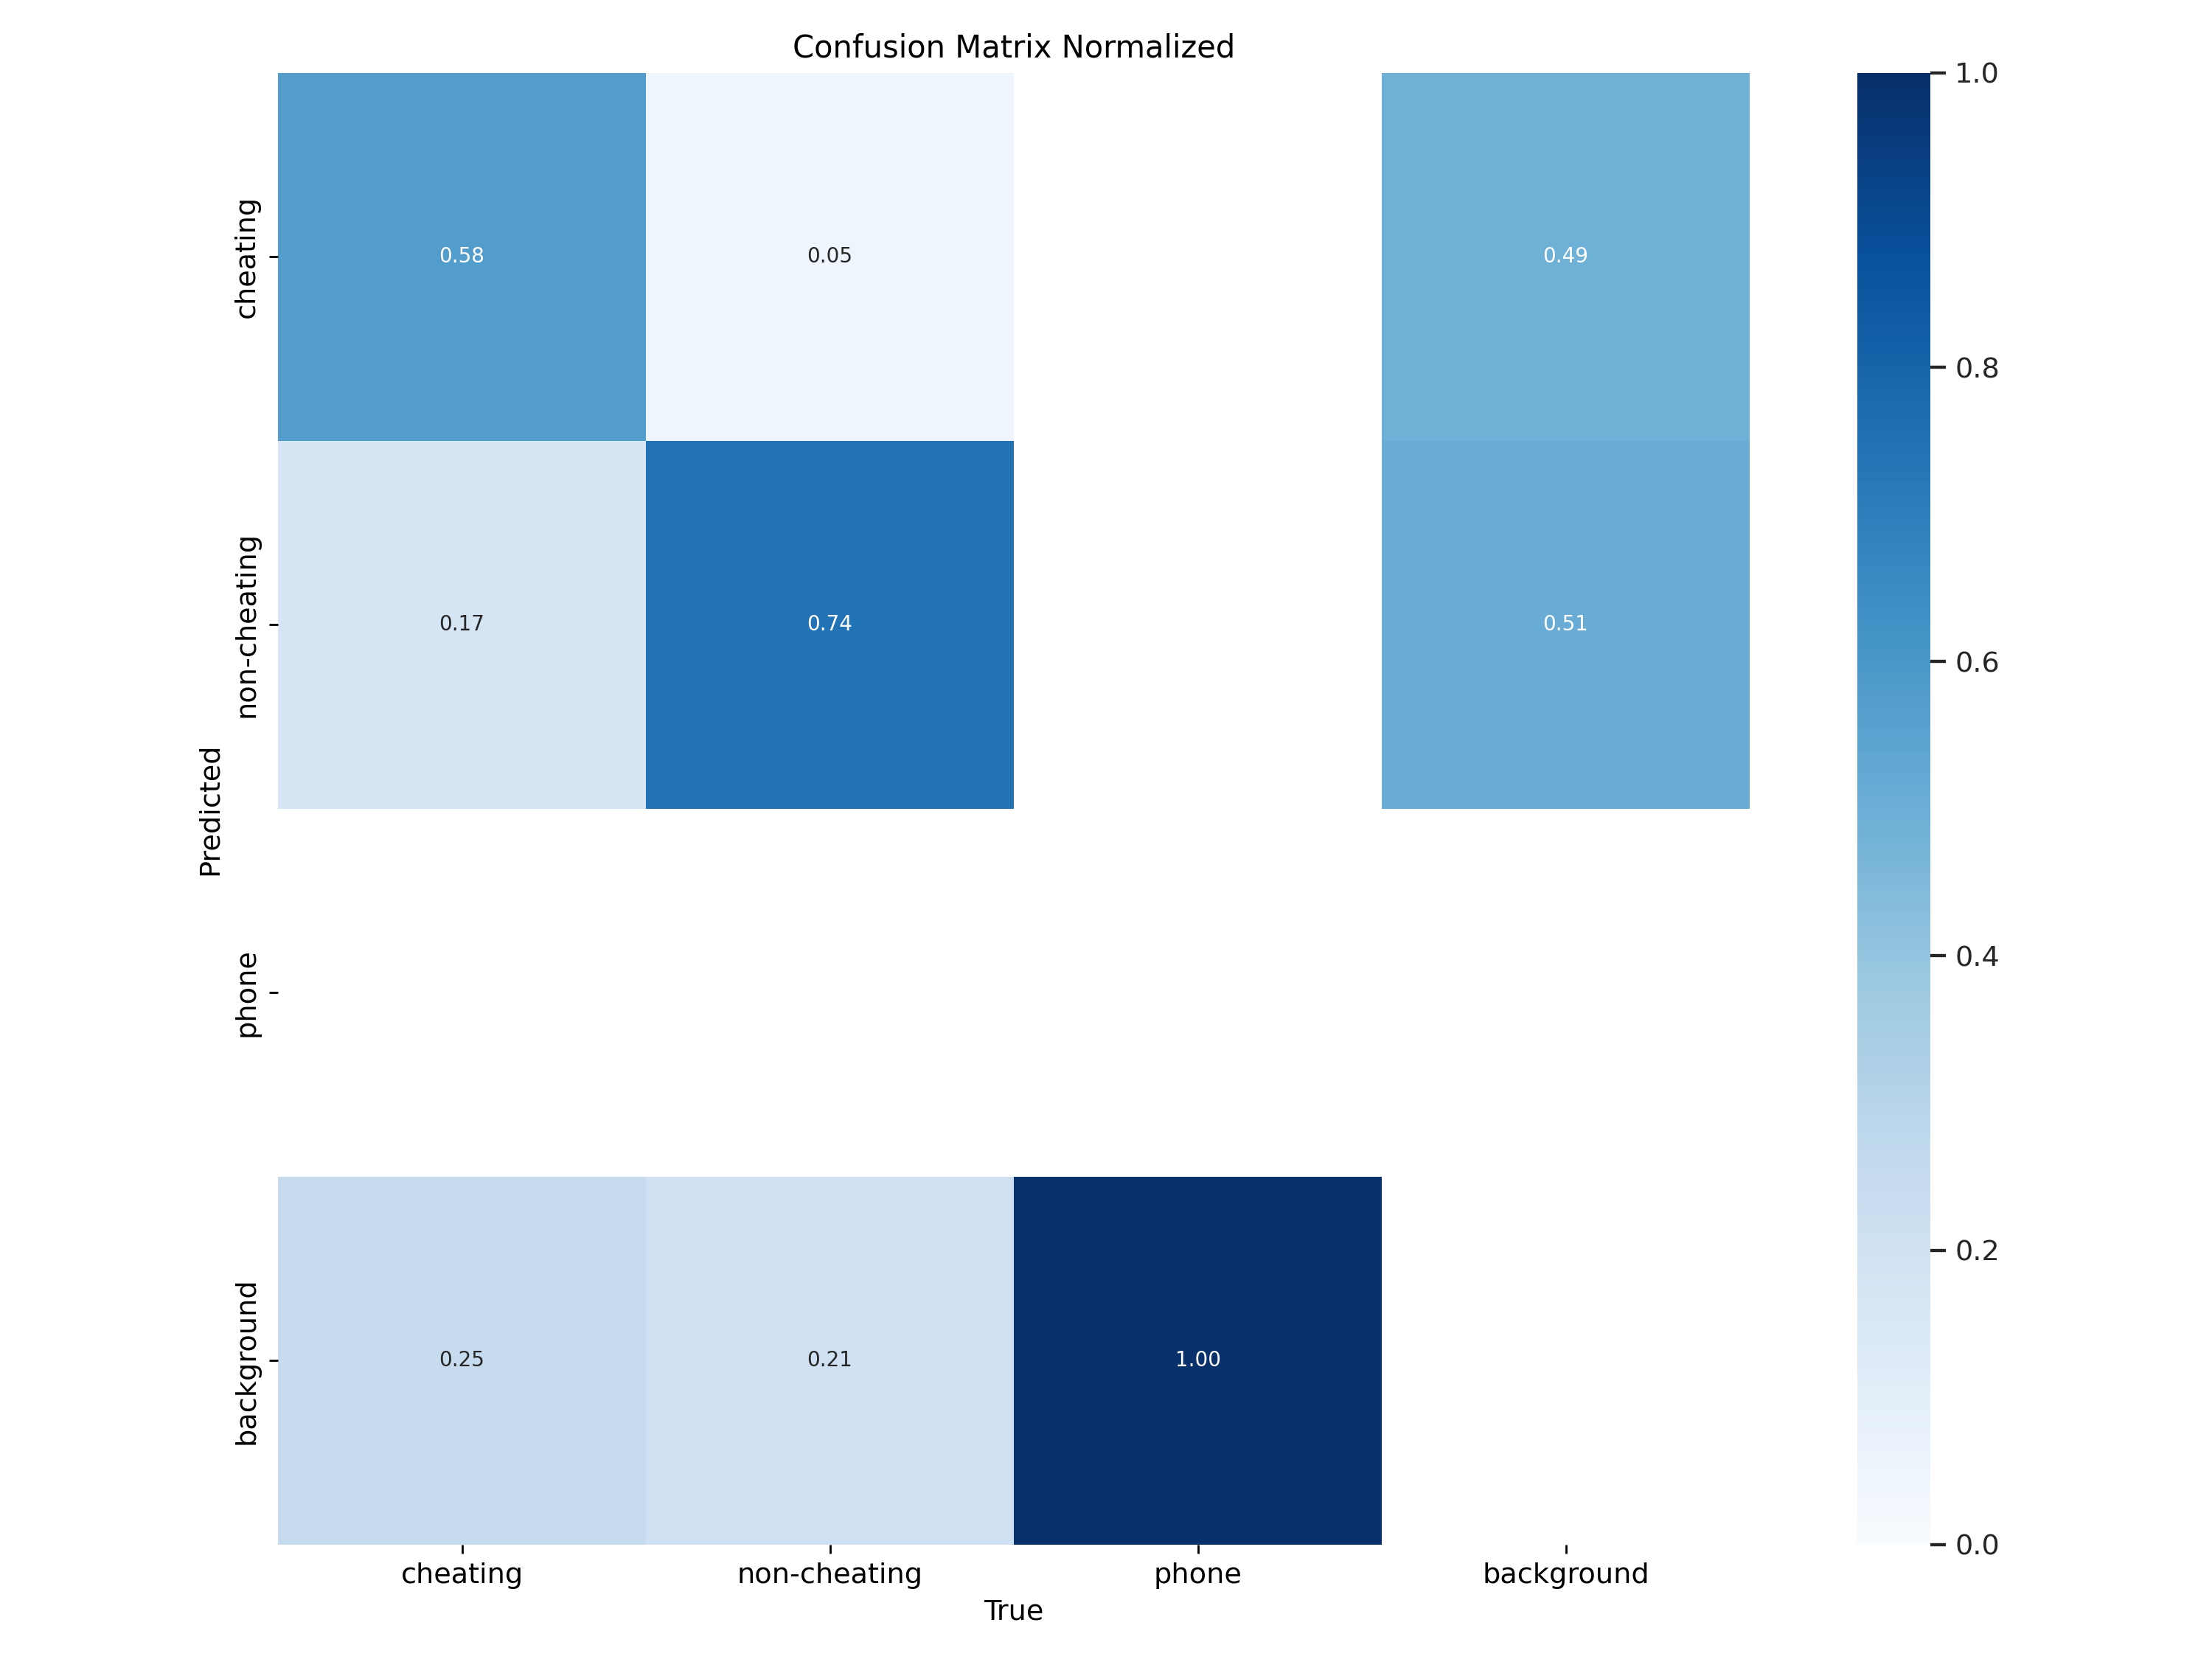 Confusion Matrix Normalized
cheating
0.58
0.05
0.49
non-cheating
0.17
0.74
0.51
phone
background
0.25
0.21
1.00
Predicted
cheating
non-cheating
phone
background
True
1.0
0.8
0.6
0.4
0.2
0.0